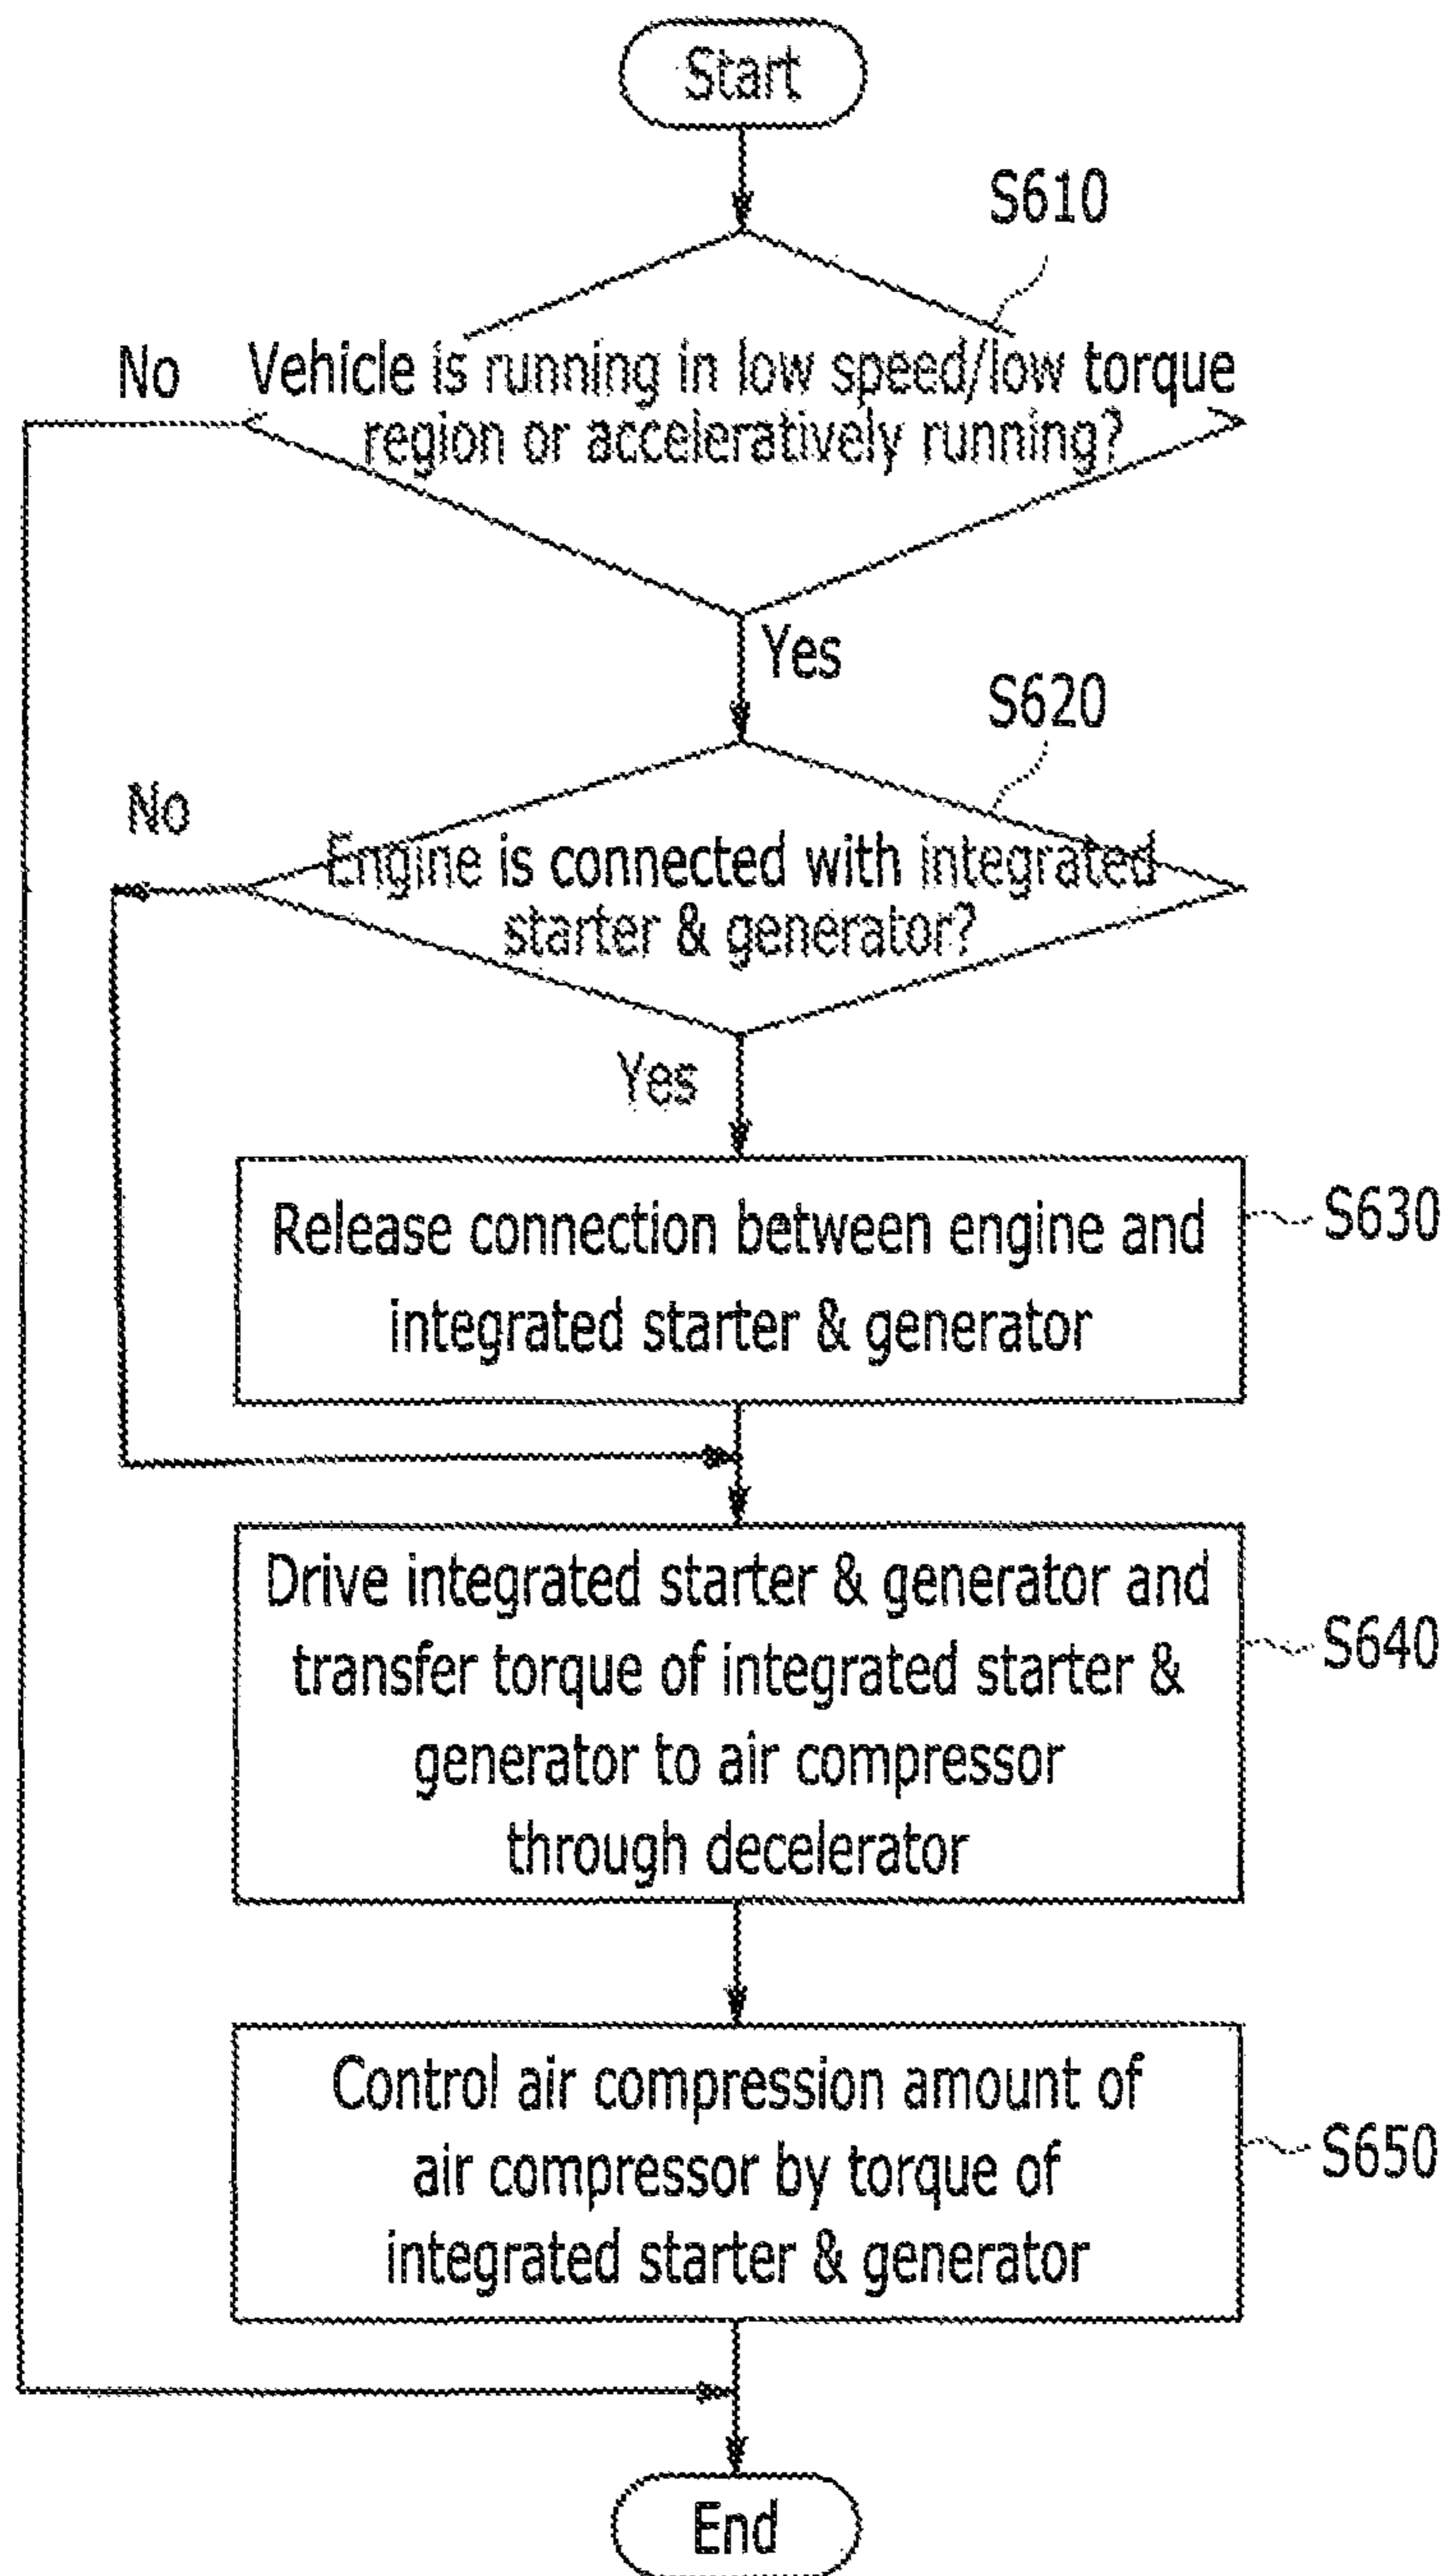 Start
S610
No
Vehicle is running in low speed/low torque
region or acceleratively running?
Yes
S620
No
Engine is connected with integrated
starter & generator?
Yes
Release connection between engine and
integrated starter & generator
S630
Drive integrated starter & generator and
transfer torque of integrated starter &
generator to air compressor
through decelerator
S640
Control air compression amount of
air compressor by torque of
integrated starter & generator
S650
End